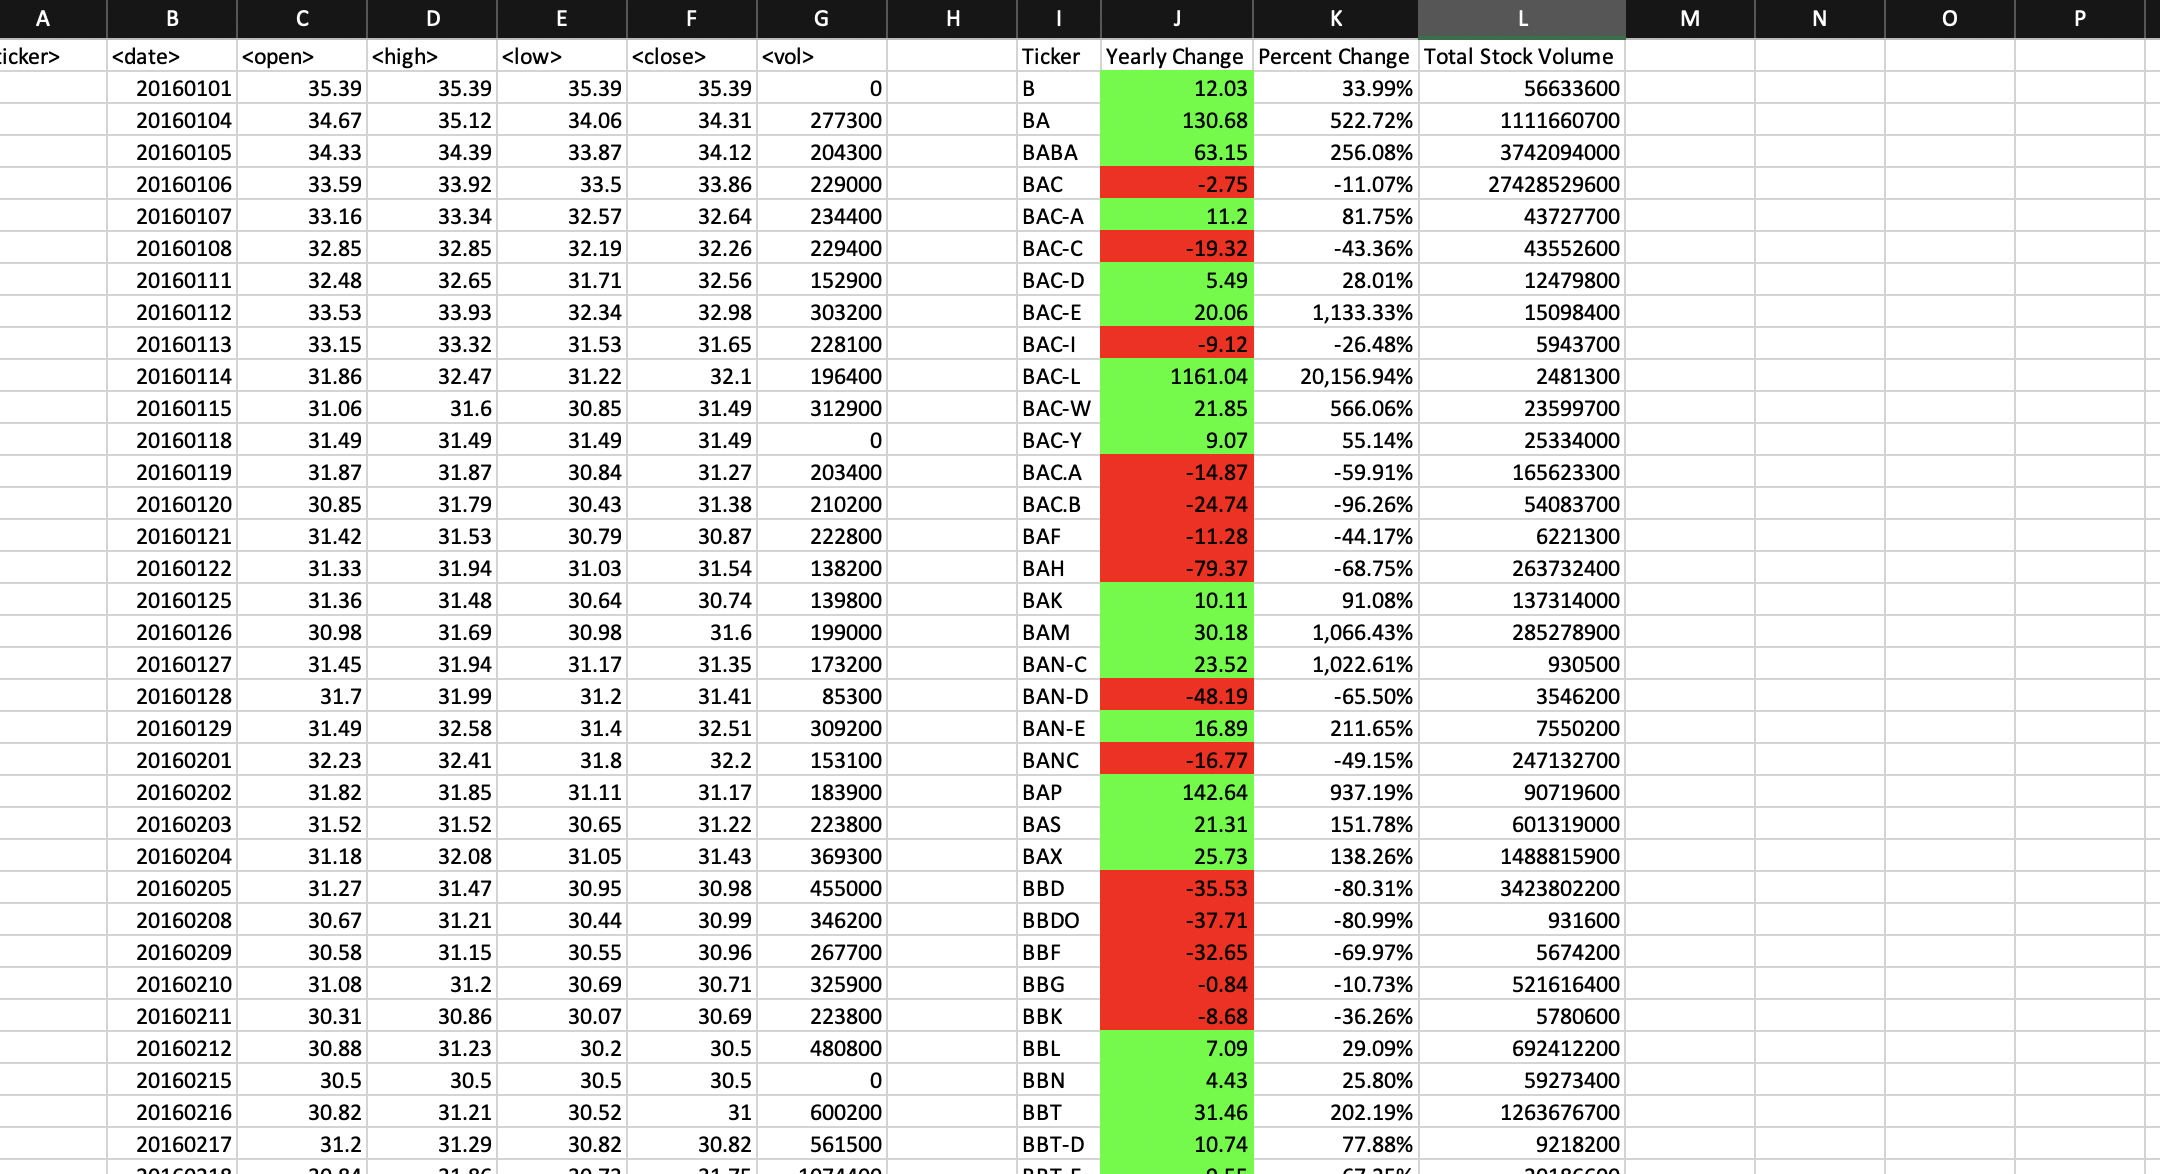 A B C D E F G H I J K L M N O P
icker> <date> <open> <high> <low> <close> <vol> Ticker Yearly Change Percent Change Total Stock Volume
20160101 35.39 35.39 35.39 35.39 0 B 12.03 33.99% 56633600
20160104 34.67 35.12 34.06 34.31 277300 BA 130.68 522.72% 1111660700
20160105 34.33 34.39 33.87 34.12 204300 BABA 63.15 256.08% 3742094000
20160106 33.59 33.92 33.5 33.86 229000 BAC -2.75 -11.07% 27428529600
20160107 33.16 33.34 32.57 32.64 234400 BAC-A 11.2 81.75% 43727700
20160108 32.85 32.85 32.19 32.26 229400 BAC-C -19.32 -43.36% 43552600
20160111 32.48 32.65 31.71 32.56 152900 BAC-D 5.49 28.01% 12479800
20160112 33.53 33.93 32.34 32.98 303200 BAC-E 20.06 1,133.33% 15098400
20160113 33.15 33.32 31.53 31.65 228100 BAC-I -9.12 -26.48% 5943700
20160114 31.86 32.47 31.22 32.1 196400 BAC-L 1161.04 20,156.94% 2481300
20160115 31.06 31.6 30.85 31.49 312900 BAC-W 21.85 566.06% 23599700
20160118 31.49 31.49 31.49 31.49 0 BAC-Y 9.07 55.14% 25334000
20160119 31.87 31.87 30.84 31.27 203400 BAC.A -14.87 -59.91% 165623300
20160120 30.85 31.79 30.43 31.38 210200 BAC.B -24.74 -96.26% 54083700
20160121 31.42 31.53 30.79 30.87 222800 BAF -11.28 -44.17% 6221300
20160122 31.33 31.94 31.03 31.54 138200 BAH -79.37 -68.75% 263732400
20160125 31.36 31.48 30.64 30.74 139800 BAK 10.11 91.08% 137314000
20160126 30.98 31.69 30.98 31.6 199000 BAM 30.18 1,066.43% 285278900
20160127 31.45 31.94 31.17 31.35 173200 BAN-C 23.52 1,022.61% 930500
20160128 31.7 31.99 31.2 31.41 85300 BAN-D -48.19 -65.50% 3546200
20160129 31.49 32.58 31.4 32.51 309200 BAN-E 16.89 211.65% 7550200
20160201 32.23 32.41 31.8 32.2 153100 BANC -16.77 -49.15% 247132700
20160202 31.82 31.85 31.11 31.17 183900 BAP 142.64 937.19% 90719600
20160203 31.52 31.52 30.65 31.22 223800 BAS 21.31 151.78% 601319000
20160204 31.18 32.08 31.05 31.43 369300 BAX 25.73 138.26% 1488815900
20160205 31.27 31.47 30.95 30.98 455000 BBD -35.53 -80.31% 3423802200
20160208 30.67 31.21 30.44 30.99 346200 BBDO -37.71 -80.99% 931600
20160209 30.58 31.15 30.55 30.96 267700 BBF -32.65 -69.97% 5674200
20160210 31.08 31.2 30.69 30.71 325900 BBG -0.84 -10.73% 521616400
20160211 30.31 30.86 30.07 30.69 223800 BBK -8.68 -36.26% 5780600
20160212 30.88 31.23 30.2 30.5 480800 BBL 7.09 29.09% 692412200
20160215 30.5 30.5 30.5 30.5 0 BBN 4.43 25.80% 59273400
20160216 30.82 31.21 30.52 31 600200 BBT 31.46 202.19% 1263676700
20160217 31.2 31.29 30.82 30.82 561500 BBT-D 10.74 77.88% 9218200